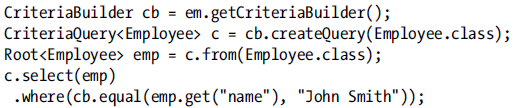 CriteriaBuilder cb = em.getCriteriaBuilder();
CriteriaQuery<Employee> c = cb.createQuery(Employee.class);
Root<Employee> emp = c.from(Employee.class);
c.select(emp)
 .where(cb.equal(emp.get("name"), "John Smith"));